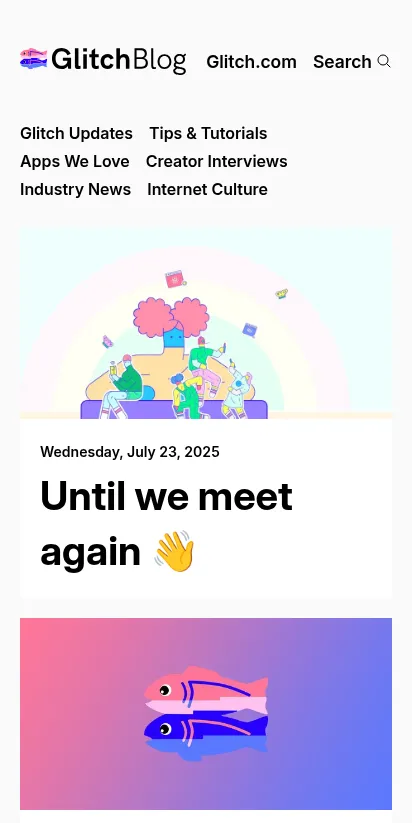 GlitchBlog Glitch.com Search
Glitch Updates Tips & Tutorials
Apps We Love Creator Interviews
Industry News Internet Culture
Wednesday, July 23, 2025
Until we meet
again 👋